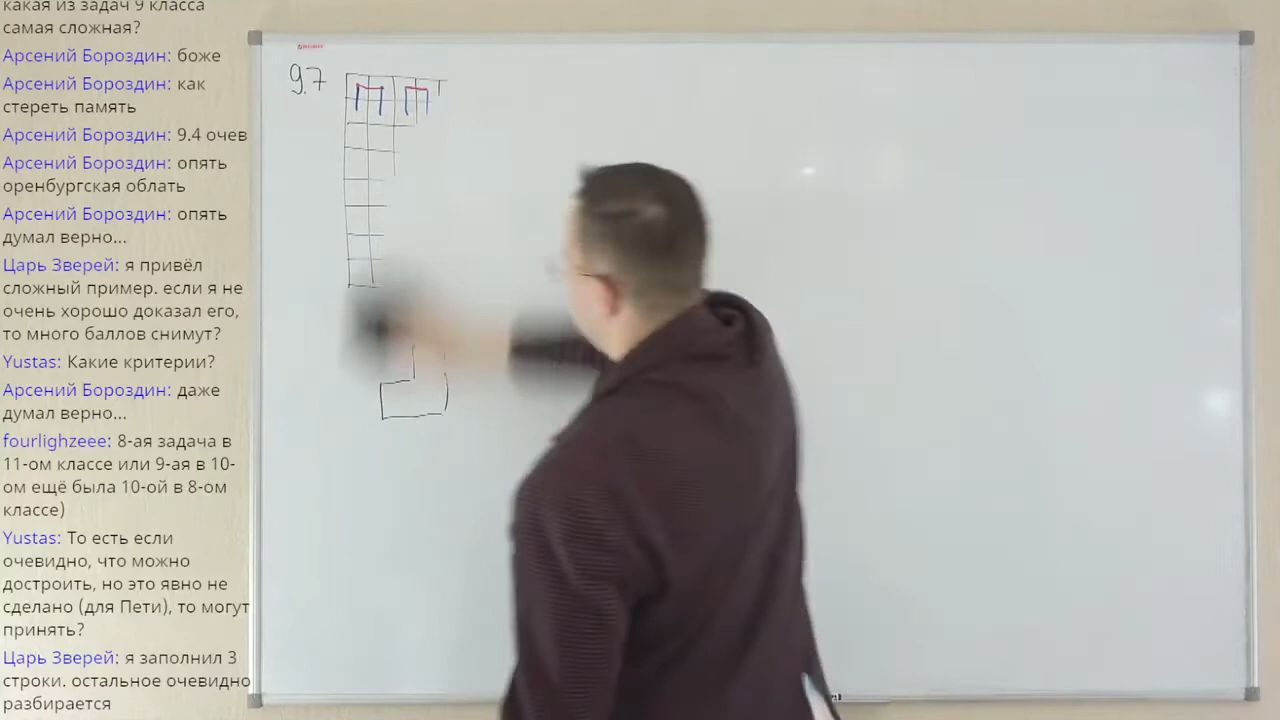 какая из задач 9 класса
самая сложная?
Арсений Бороздин: боже
Арсений Бороздин: как
стереть память
Арсений Бороздин: 9.4 очев
Арсений Бороздин: опять
оренбургская облать
Арсений Бороздин: опять
думал верно...
Царь Зверей: я привёл
сложный пример. если я не
очень хорошо доказал его,
то много баллов снимут?
Yustas: Какие критерии?
Арсений Бороздин: даже
думал верно...
fourlighzeee: 8-ая задача в
11-ом классе или 9-ая в 10-
ом ещё была 10-ой в 8-ом
классе)
Yustas: То есть если
очевидно, что можно
достроить, но это явно не
сделано (для Пети), то могут
принять?
Царь Зверей: я заполнил 3
строки. остальное очевидно
разбирается
9.7